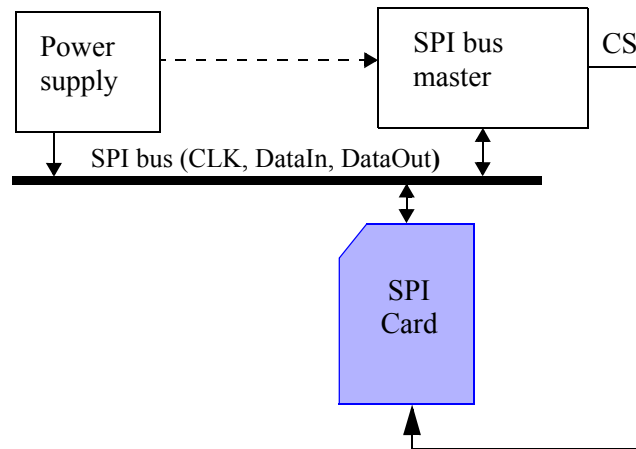 Power
supply
SPI bus
master
CS
SPI bus (CLK, DataIn, DataOut)
SPI
Card